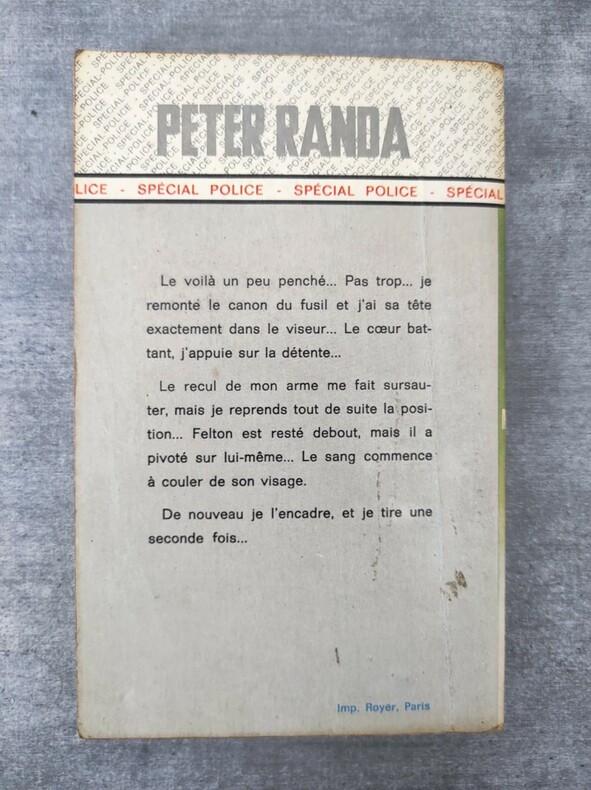 PETER RANDA
LICE - SPÉCIAL POLICE - SPÉCIAL POLICE - SPÉCIAL
Le voilà un peu penché... Pas trop... je
remonte le canon du fusil et j'ai sa tête
exactement dans le viseur... Le cœur bat-
tant, j'appuie sur la détente...
Le recul de mon arme me fait sursau-
ter, mais je reprends tout de suite la posi-
tion... Felton est resté debout, mais il a
pivoté sur lui-même... Le sang commence
à couler de son visage.
De nouveau je l'encadre, et je tire une
seconde fois...
Imp. Royer, Paris